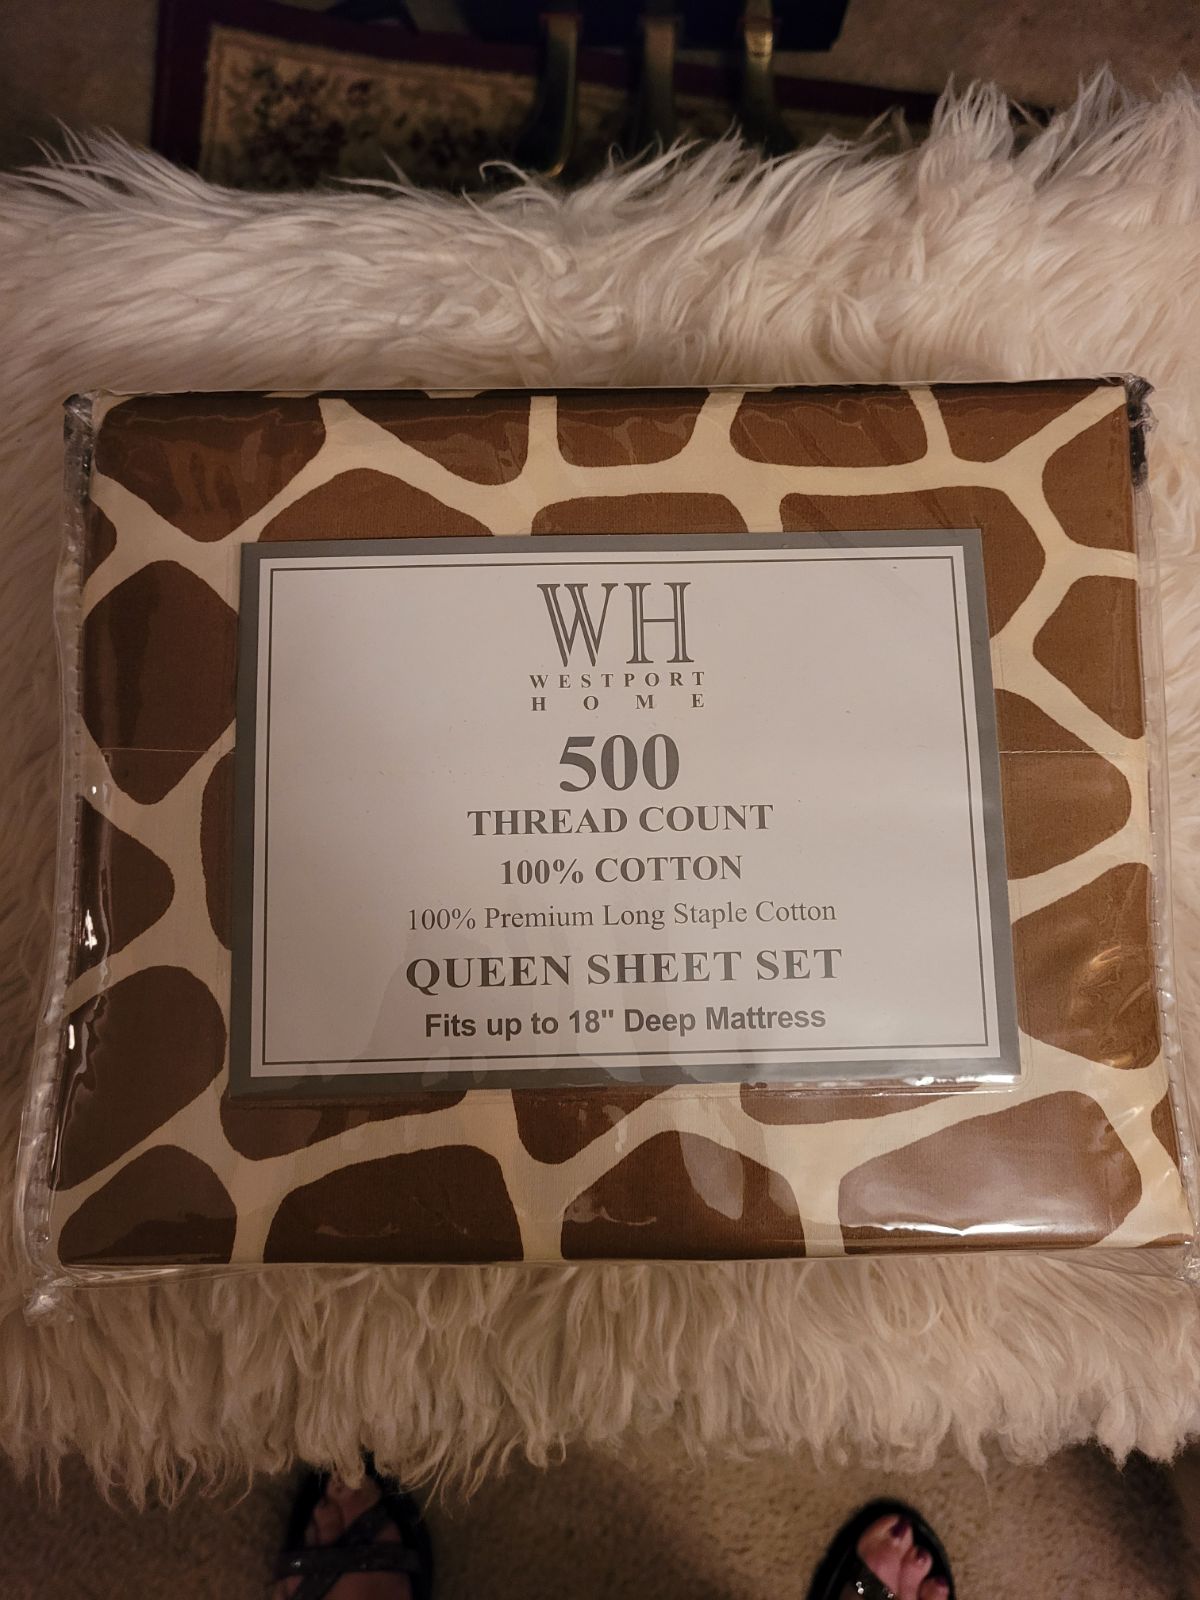 WH
WESTPORT
HOME
500
THREAD COUNT
100% COTTON
100% Premium Long Staple Cotton
QUEEN SHEET SET
Fits up to 18" Deep Mattress